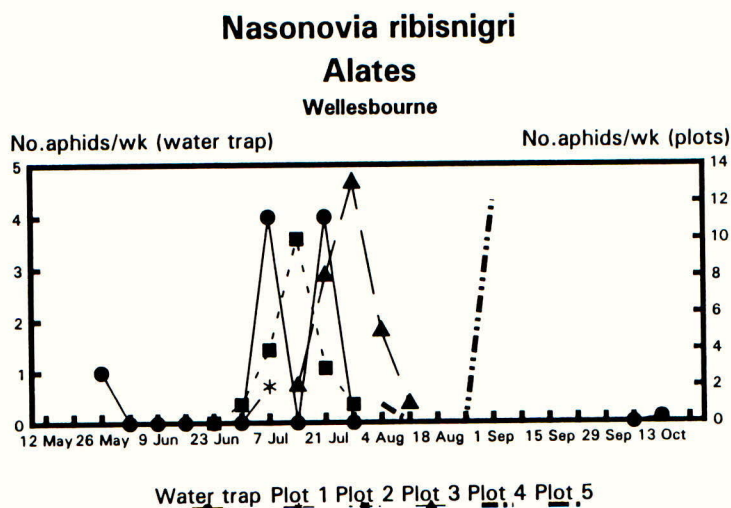 Nasonovia ribisnigri
Alates
Wellesbourne
No.aphids/wk (water trap) No.aphids/wk (plots)
5 14
12
4
10
3 8
6
2
4
1
2
0 0
12 May 26 May 9 Jun 23 Jun 7 Jul 21 Jul 4 Aug 18 Aug 1 Sep 15 Sep 29 Sep 13 Oct
Water trap Plot 1 Plot 2 Plot 3 Plot 4 Plot 5